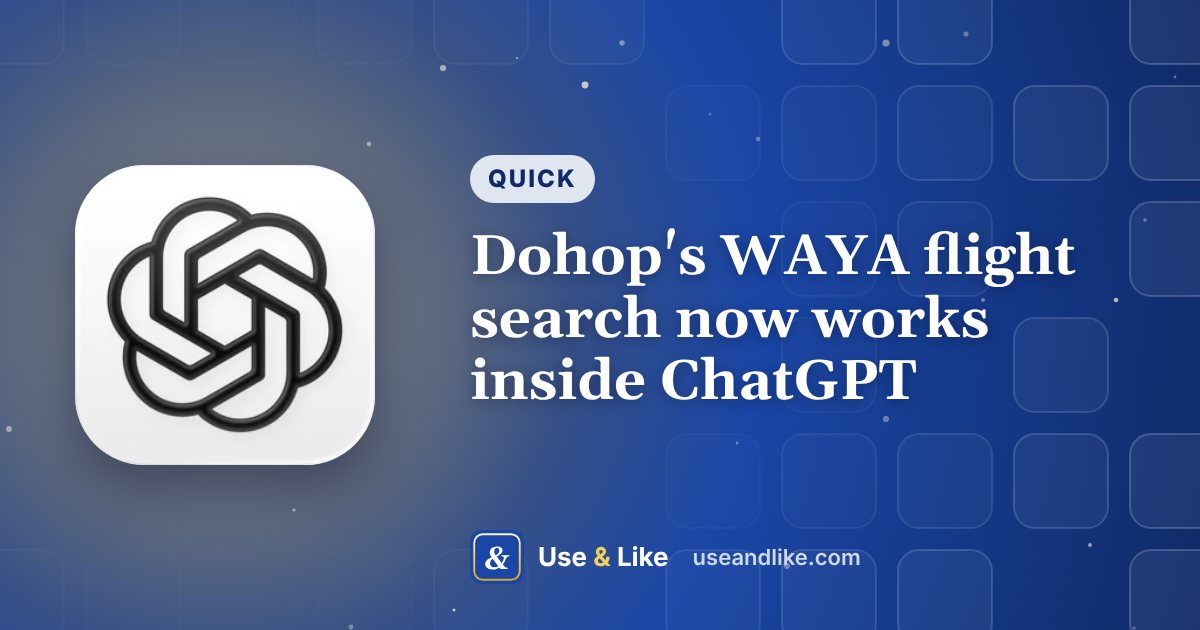 QUICK
Dohop's WAYA flight
search now works
inside ChatGPT
& Use & Like useandlike.com